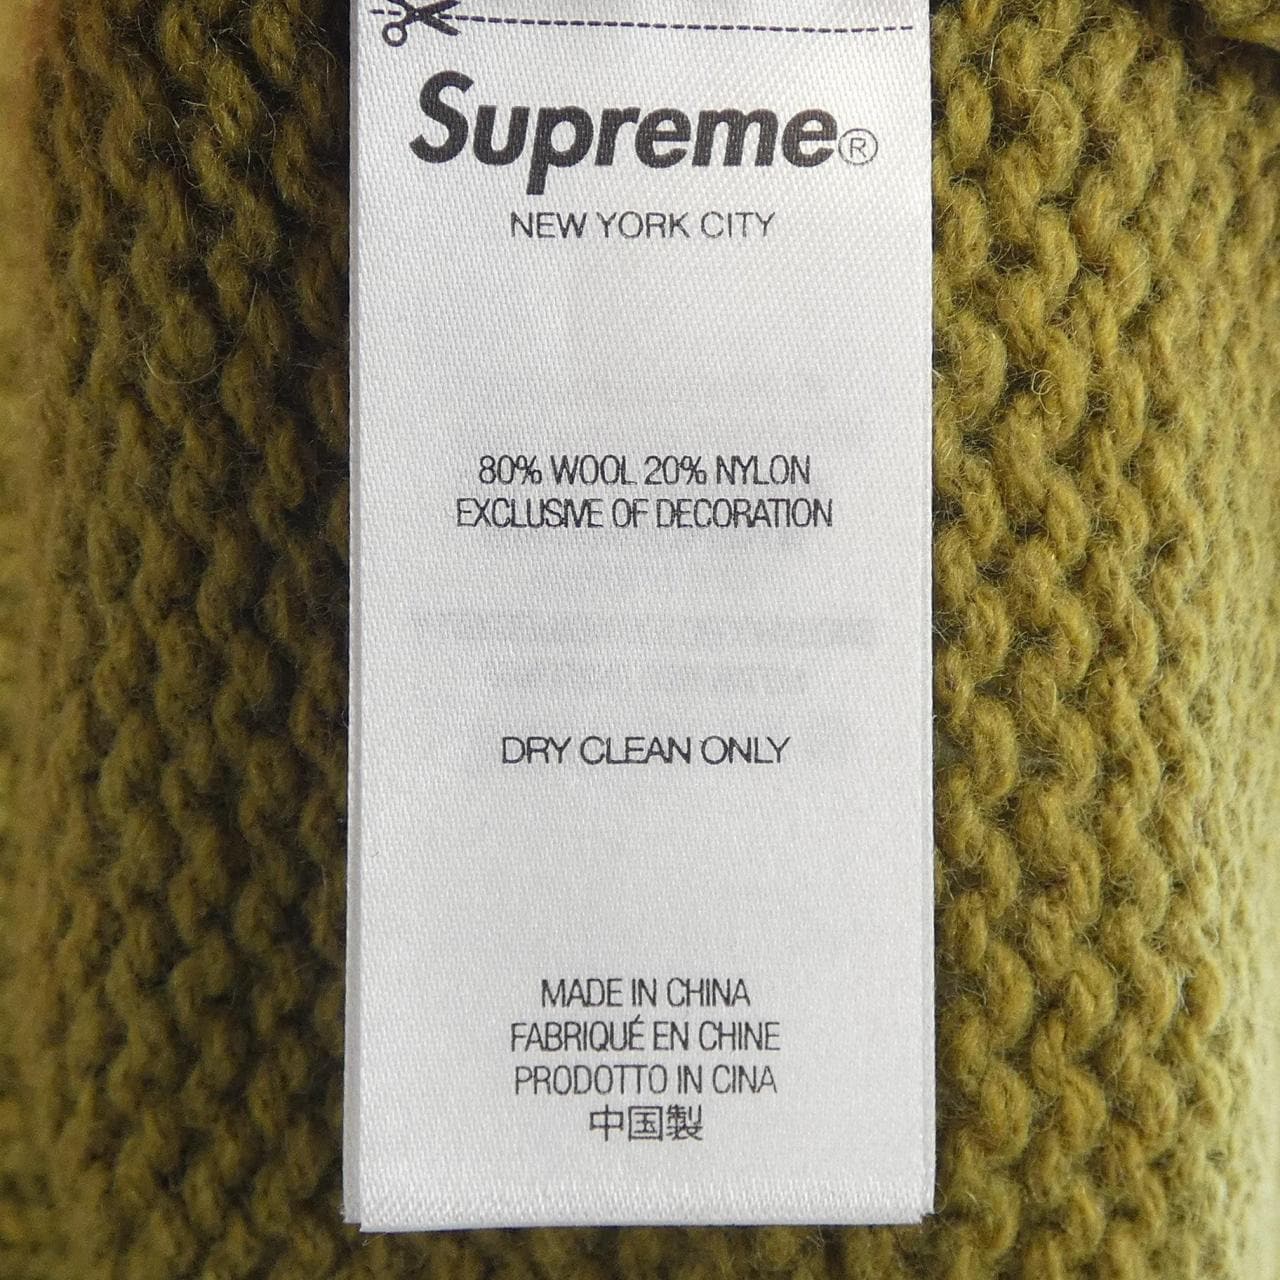 Supreme®
NEW YORK CITY
80% WOOL 20% NYLON
EXCLUSIVE OF DECORATION
DRY CLEAN ONLY
MADE IN CHINA
FABRIQUÉ EN CHINE
PRODOTTO IN CINA
中国製